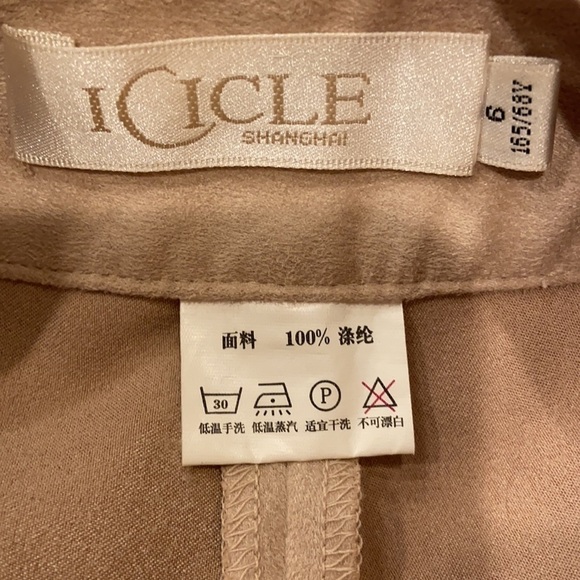 ICICLE
SHANGHAI
6
165/68Y
面料 100% 涤纶
30 P
低温手洗 低温蒸汽 适宜干洗 不可漂白